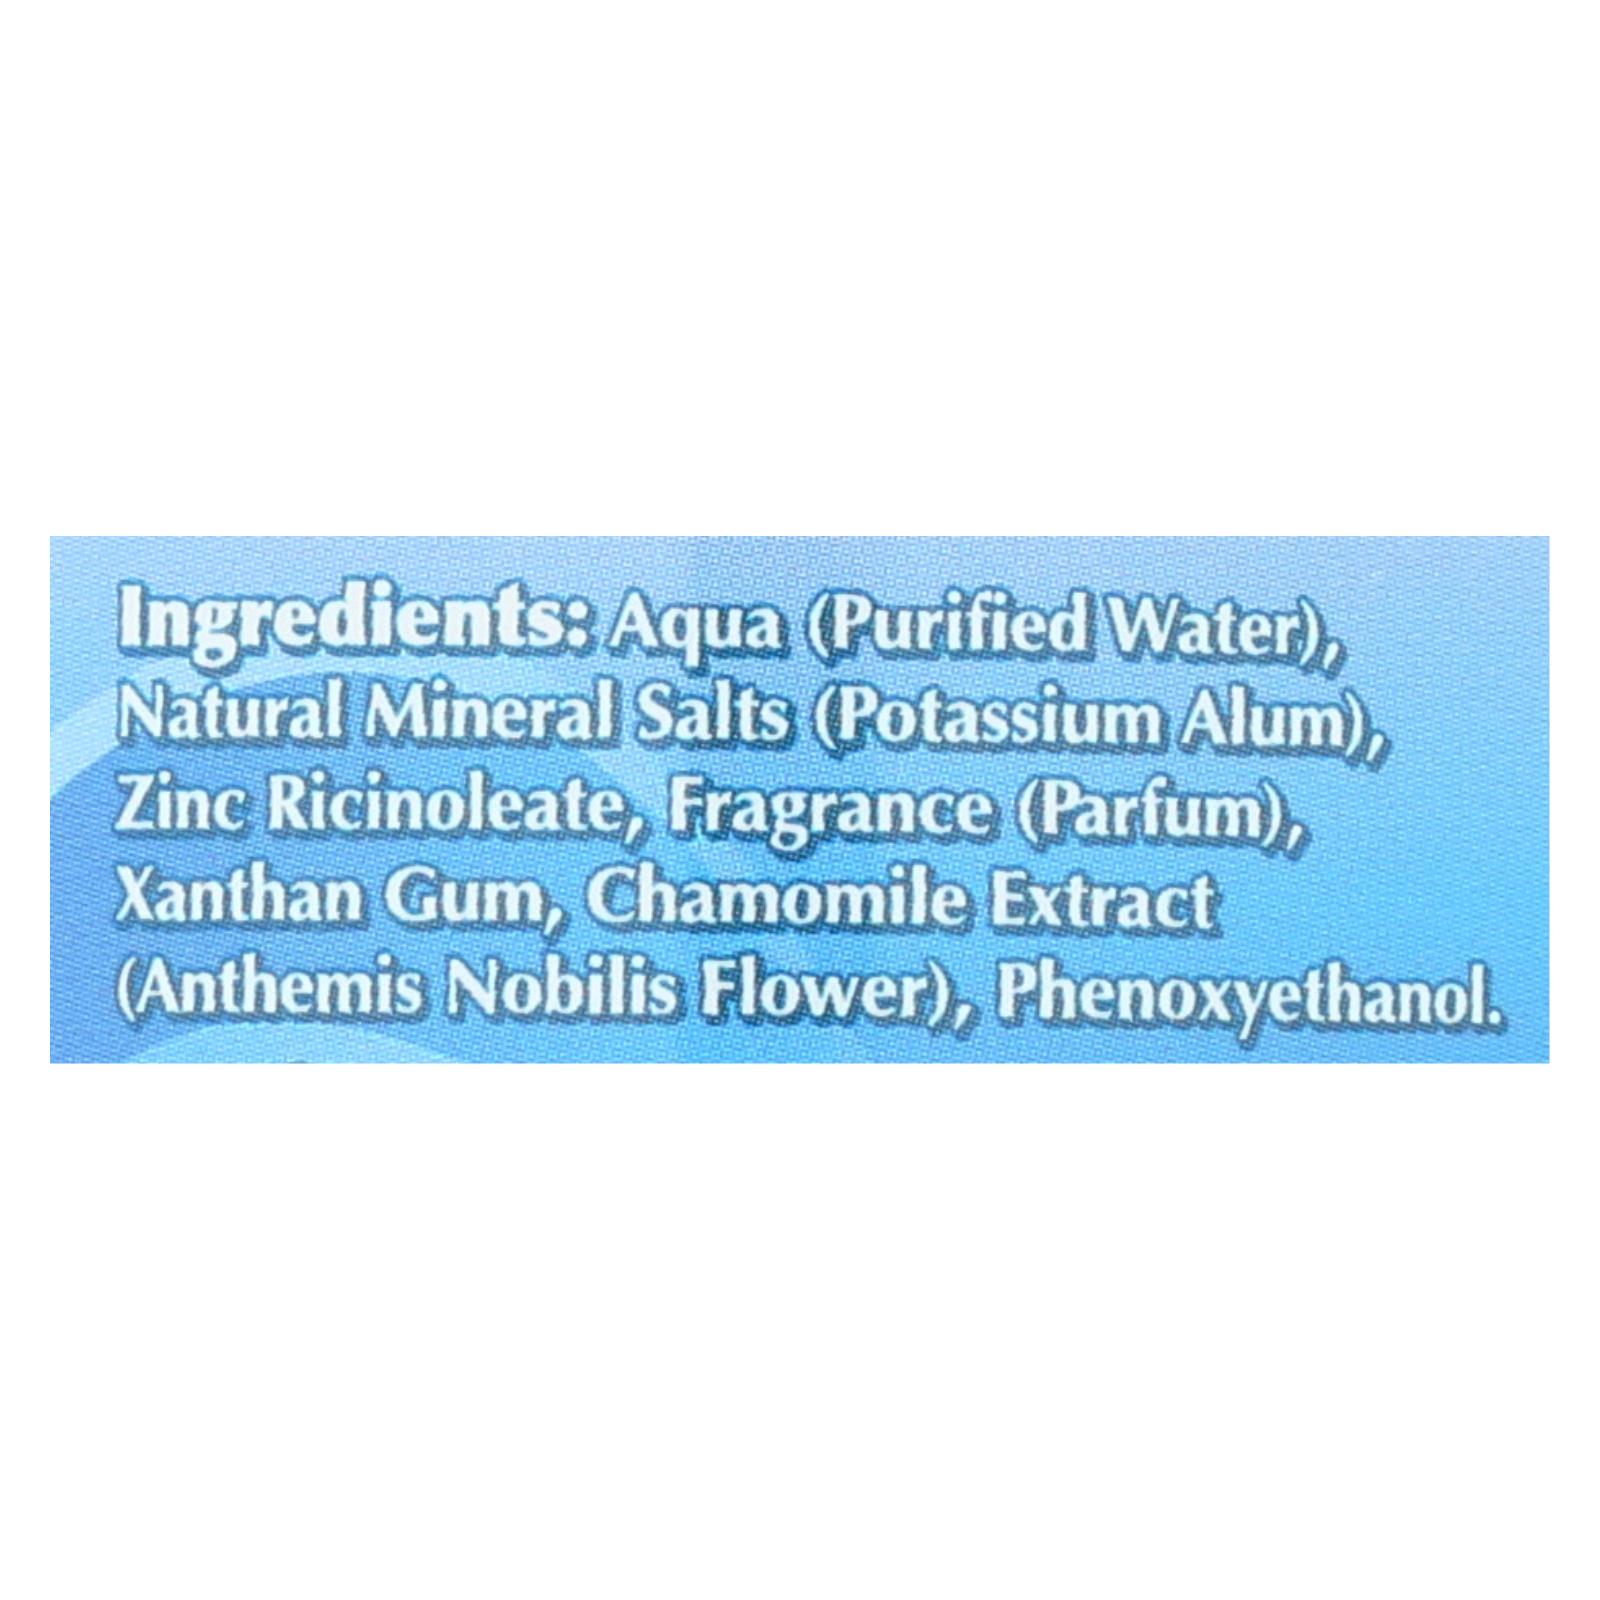 Ingredients: Aqua (Purified Water),
Natural Mineral Salts (Potassium Alum),
Zinc Ricinoleate, Fragrance (Parfum),
Xanthan Gum, Chamomile Extract
(Anthemis Nobilis Flower), Phenoxyethanol.